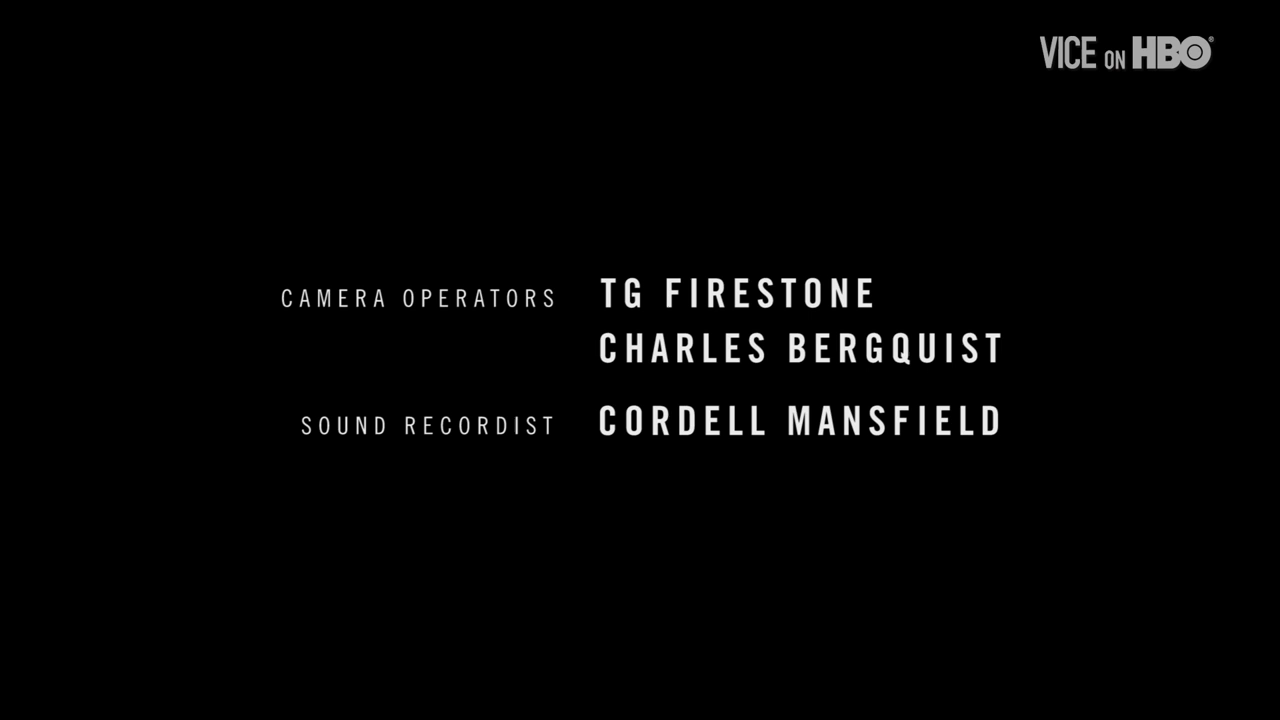 VICE ON HBO®
CAMERA OPERATORS TG FIRESTONE
CHARLES BERGQUIST
SOUND RECORDIST CORDELL MANSFIELD